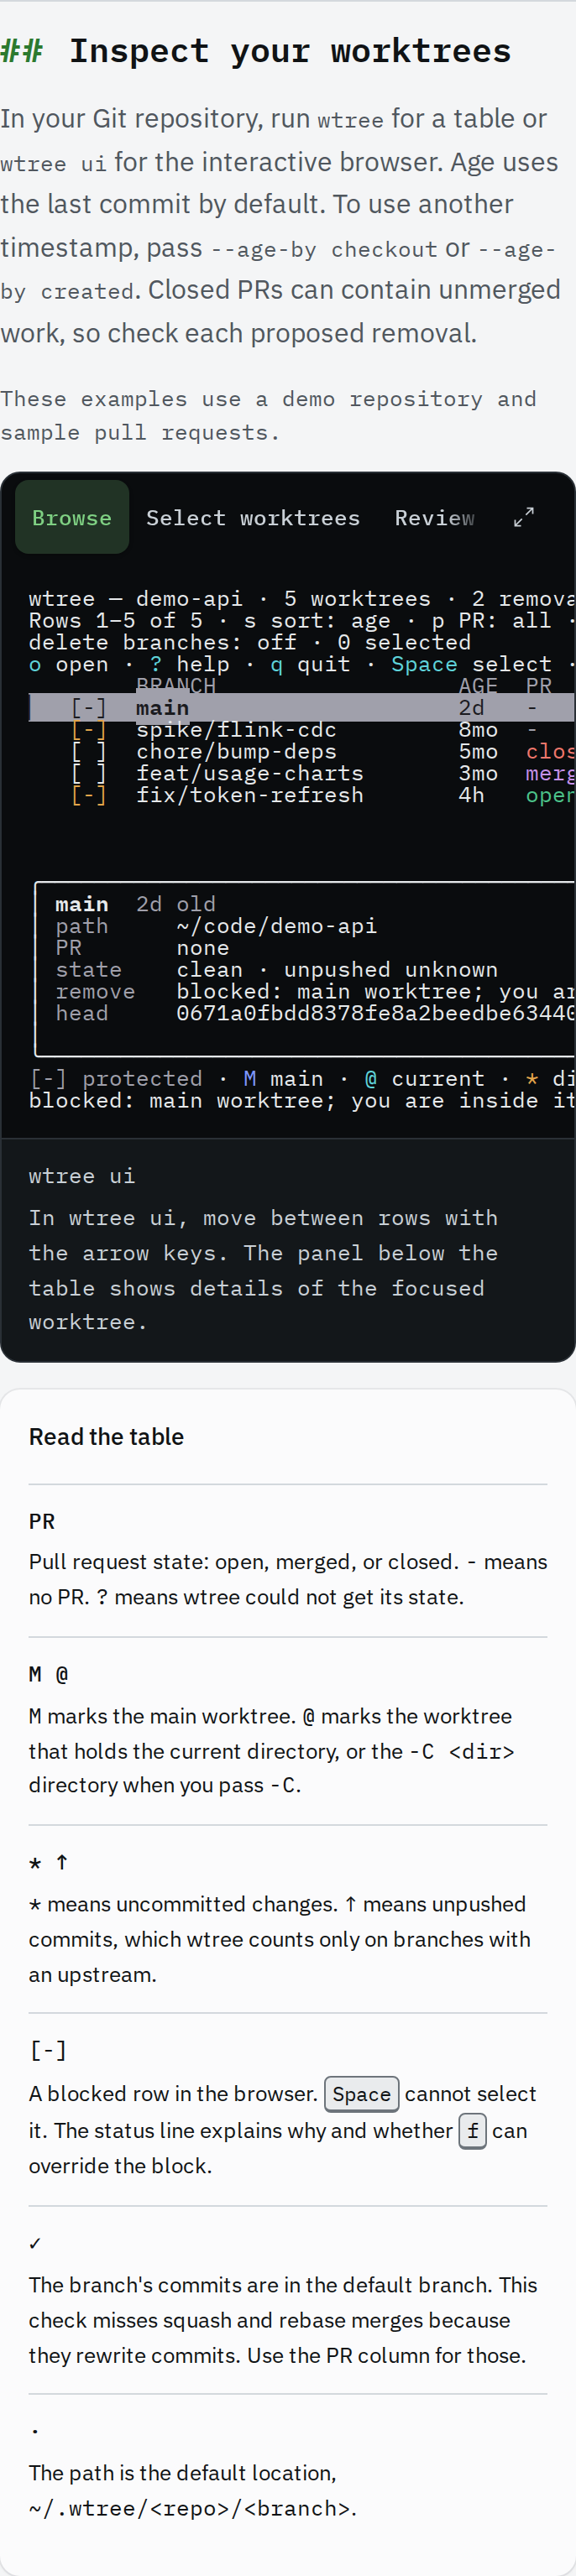 ## Inspect your worktrees
In your Git repository, run wtree for a table or
wtree ui for the interactive browser. Age uses
the last commit by default. To use another
timestamp, pass --age-by checkout or --age-
by created. Closed PRs can contain unmerged
work, so check each proposed removal.
These examples use a demo repository and
sample pull requests.
Browse Select worktrees Review
wtree — demo-api · 5 worktrees · 2 remova
Rows 1–5 of 5 · s sort: age · p PR: all ·
delete branches: off · 0 selected
o open · ? help · q quit · Space select ·
BRANCH AGE PR
[-] main 2d -
[-] spike/flink-cdc 8mo -
[ ] chore/bump-deps 5mo clos
[ ] feat/usage-charts 3mo merg
[-] fix/token-refresh 4h open
main 2d old
path ~/code/demo-api
PR none
state clean · unpushed unknown
remove blocked: main worktree; you ar
head 0671a0fbdd8378fe8a2beedbe63440
[-] protected · M main · @ current · * di
blocked: main worktree; you are inside it
wtree ui
In wtree ui, move between rows with
the arrow keys. The panel below the
table shows details of the focused
worktree.
Read the table
PR
Pull request state: open, merged, or closed. - means
no PR. ? means wtree could not get its state.
M @
M marks the main worktree. @ marks the worktree
that holds the current directory, or the -C <dir>
directory when you pass -C.
* ↑
* means uncommitted changes. ↑ means unpushed
commits, which wtree counts only on branches with
an upstream.
[-]
A blocked row in the browser. Space cannot select
it. The status line explains why and whether f can
override the block.
✓
The branch's commits are in the default branch. This
check misses squash and rebase merges because
they rewrite commits. Use the PR column for those.
·
The path is the default location,
~/.wtree/<repo>/<branch>.